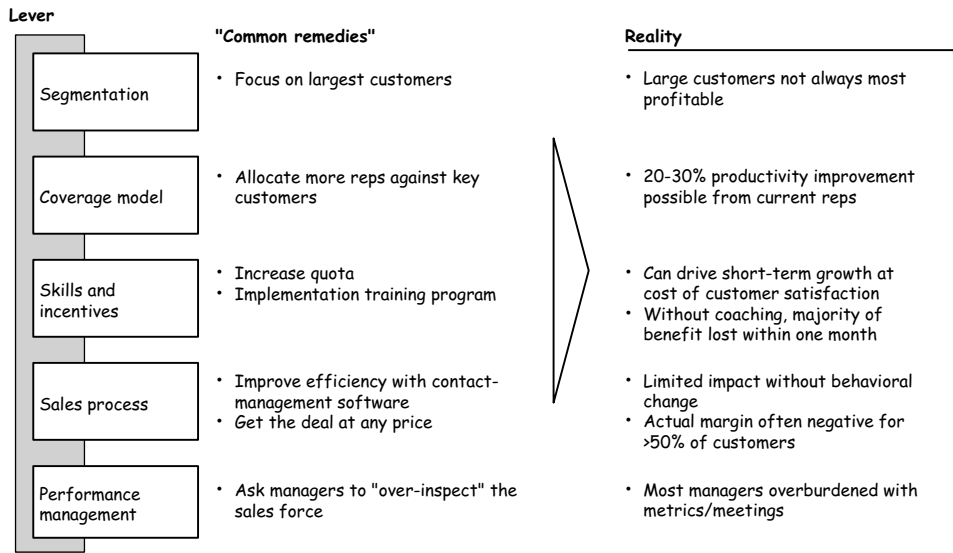 Lever
"Common remedies"
Reality
Segmentation
• Focus on largest customers
• Large customers not always most
profitable
Coverage model
• Allocate more reps against key
customers
• 20-30% productivity improvement
possible from current reps
Skills and
incentives
• Increase quota
• Implementation training program
• Can drive short-term growth at
cost of customer satisfaction
• Without coaching, majority of
benefit lost within one month
Sales process
• Improve efficiency with contact-
management software
• Get the deal at any price
• Limited impact without behavioral
change
• Actual margin often negative for
>50% of customers
Performance
management
• Ask managers to "over-inspect" the
sales force
• Most managers overburdened with
metrics/meetings